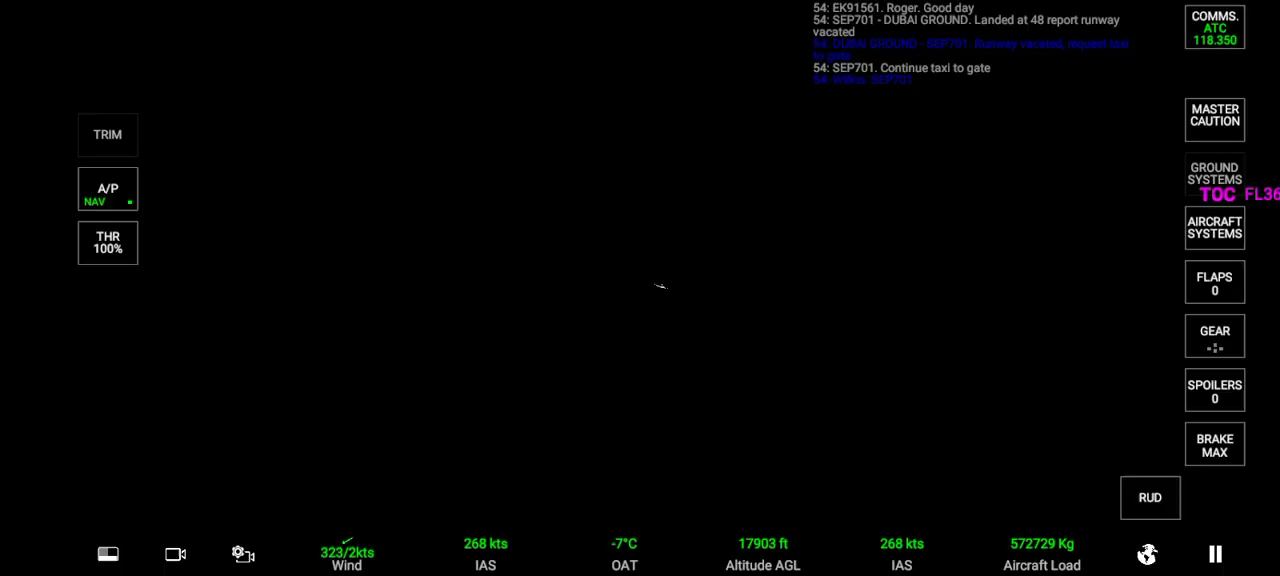 54: EK91561. Roger. Good day
54: SEP701 - DUBAI GROUND. Landed at 48 report runway
vacated
54: DUBAI GROUND - SEP701. Runway vacated, request taxi
to gate
54: SEP701. Continue taxi to gate
54: Wilco. SEP701
COMMS.
ATC
118.350
MASTER
CAUTION
TRIM
GROUND
SYSTEMS
TOC FL36
A/P
NAV
AIRCRAFT
SYSTEMS
THR
100%
FLAPS
0
GEAR
SPOILERS
0
BRAKE
MAX
RUD
323/2kts
Wind
268 kts
IAS
-7°C
OAT
17903 ft
Altitude AGL
268 kts
IAS
572729 Kg
Aircraft Load